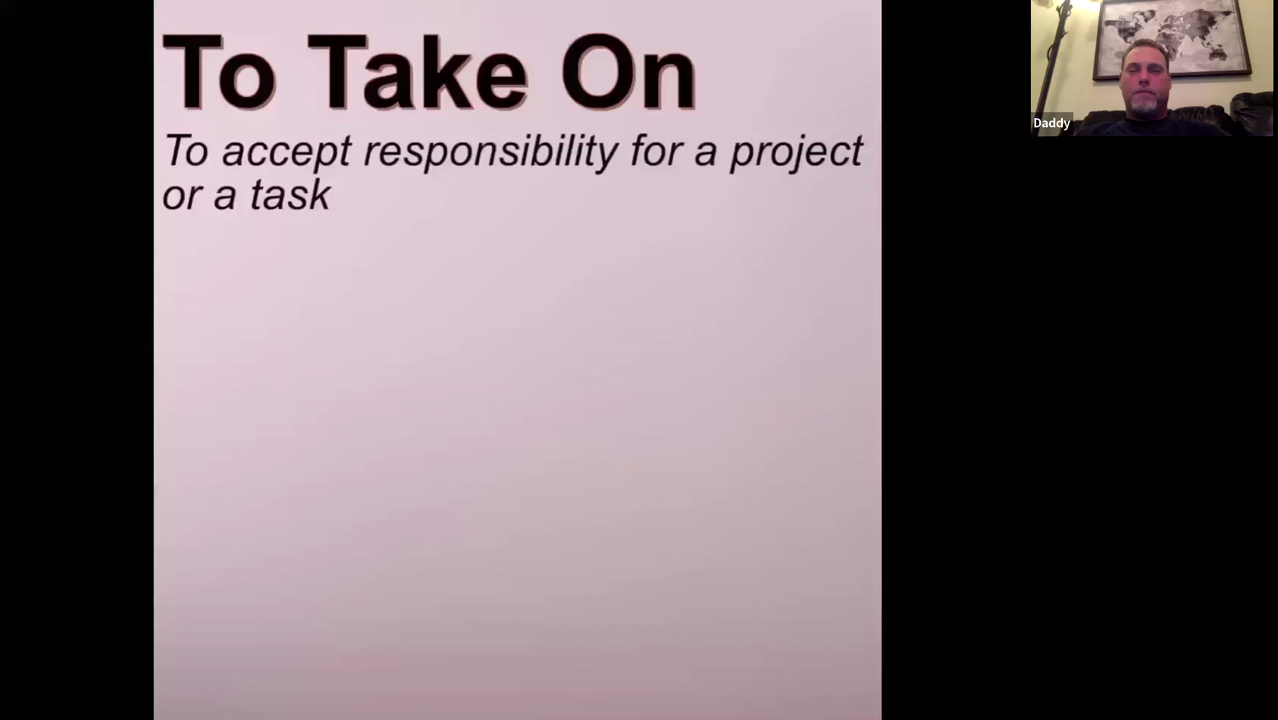 To Take On
To accept responsibility for a project
or a task
Daddy